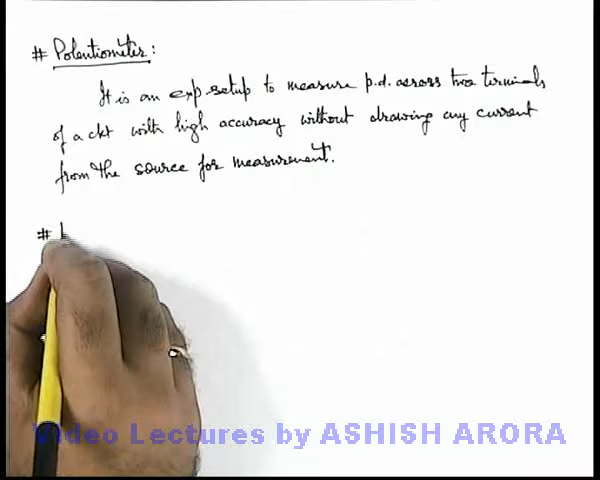 # Potentiometer:
It is an exp. setup to measure p.d. across two terminals
of a ckt with high accuracy without drawing any current
from the source for measurement.
#
Video Lectures by ASHISH ARORA